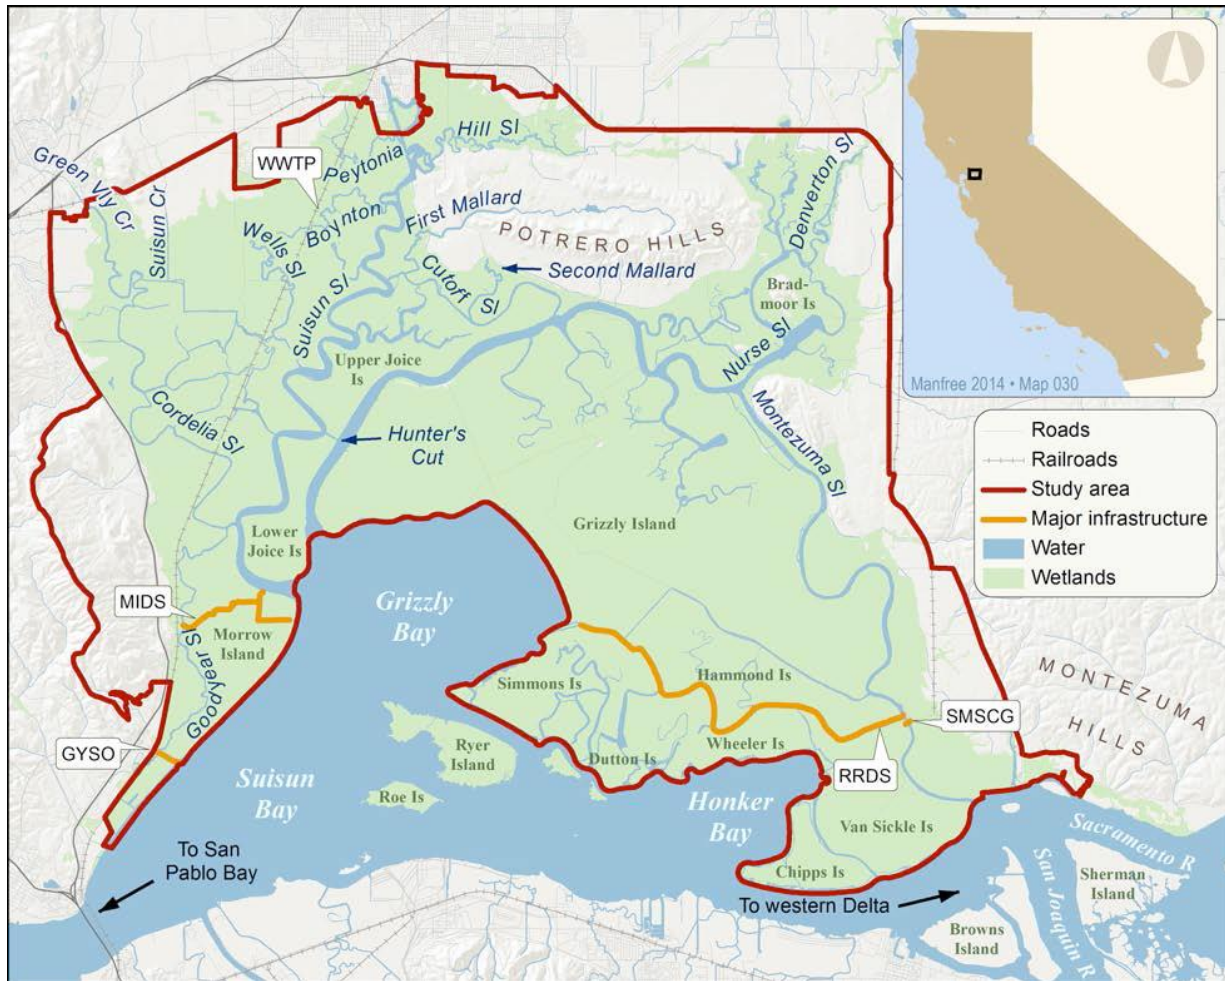 Hill Sl
Green Vly Cr
WWTP
Peytonia
Denverton Sl
Suisun Cr
Boynton
First Mallard
Wells Sl
POTRERO HILLS
Cutoff Sl
Second Mallard
Suisun Sl
Brad-
moor Is
Upper Joice
Is
Nurse Sl
Manfree 2014 • Map 030
Cordelia Sl
Montezuma Sl
Hunter's
Cut
Roads
Railroads
Study area
Major infrastructure
Water
Wetlands
Grizzly Island
Lower
Joice Is
Grizzly
Bay
MIDS
Morrow
Island
Goodyear Sl
MONTEZUMA
HILLS
Simmons Is
Hammond Is
SMSCG
GYSO
Ryer
Island
Dutton Is
Wheeler Is
RRDS
Suisun
Bay
Roe Is
Honker
Bay
Van Sickle Is
Sacramento R
To San
Pablo Bay
Chipps Is
San Joaquin R
Sherman
Island
To western Delta
Browns
Island